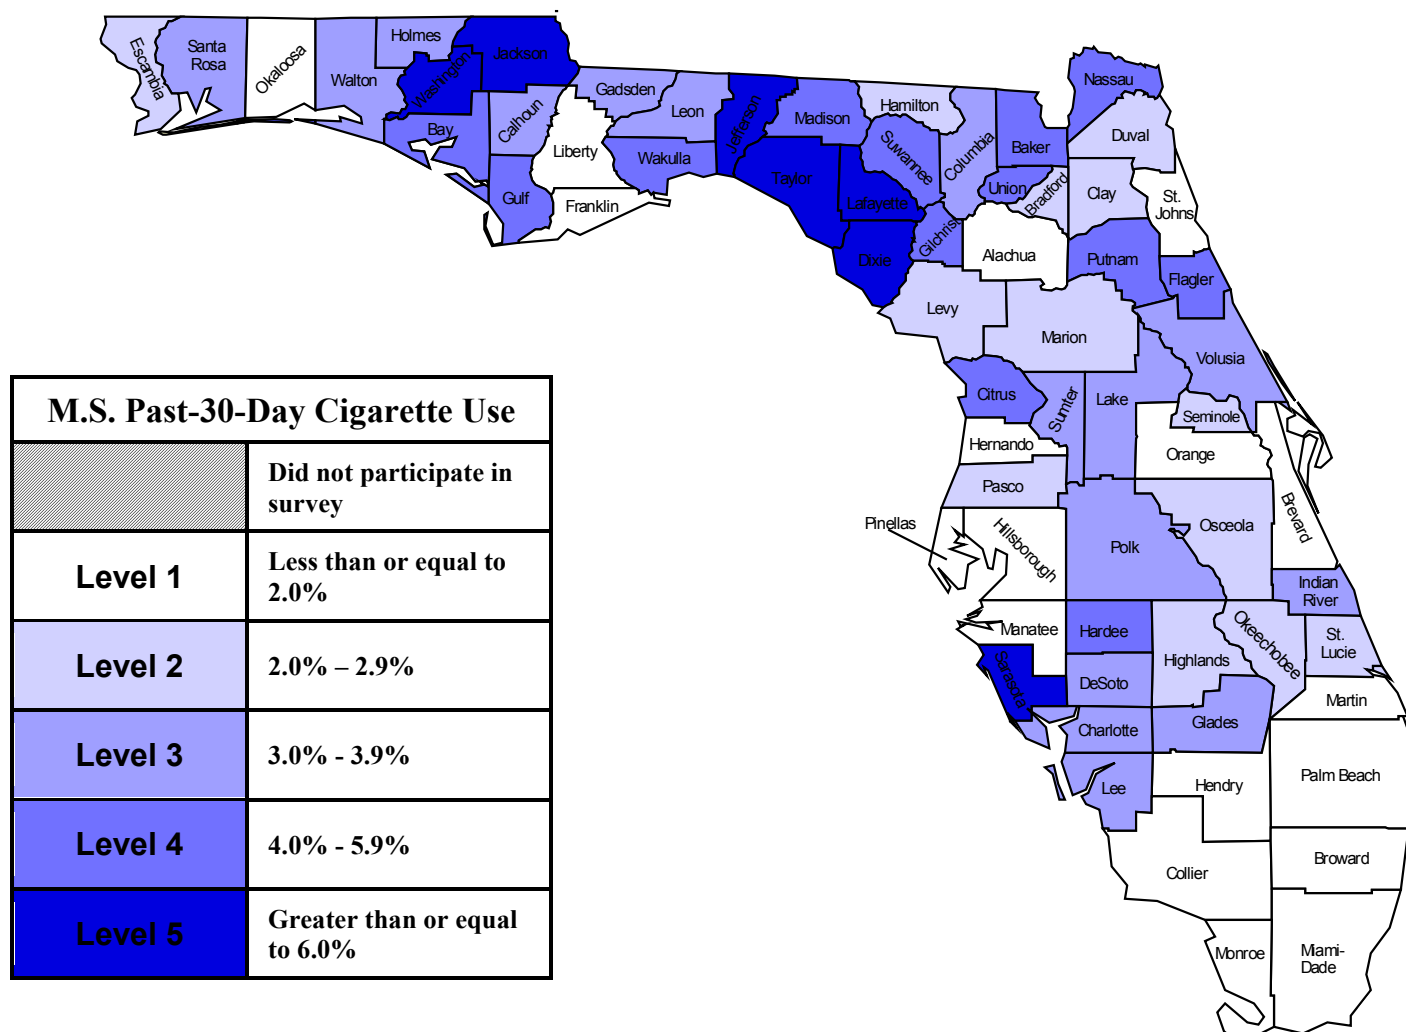 Escambia
Santa
Rosa
Okaloosa
Walton
Holmes
Washington
Jackson
Bay
Calhoun
Gulf
Liberty
Gadsden
Franklin
Leon
Wakulla
Jefferson
Madison
Taylor
Hamilton
Suwannee
Lafayette
Dixie
Columbia
Gilchrist
Baker
Union
Bradford
Alachua
Nassau
Duval
Clay
St.
Johns
Putnam
Flagler
Levy
Marion
Volusia
Citrus
Sumter
Lake
Seminole
Hernando
Orange
Pasco
Brevard
Pinellas
Hillsborough
Polk
Osceola
Indian
River
Manatee
Hardee
Highlands
Okeechobee
St.
Lucie
Sarasota
DeSoto
Martin
Charlotte
Glades
Lee
Hendry
Palm Beach
Collier
Broward
Monroe
Miami-
Dade
M.S. Past-30-Day Cigarette Use
Did not participate in
survey
Level 1
Less than or equal to
2.0%
Level 2
2.0% – 2.9%
Level 3
3.0% - 3.9%
Level 4
4.0% - 5.9%
Level 5
Greater than or equal
to 6.0%